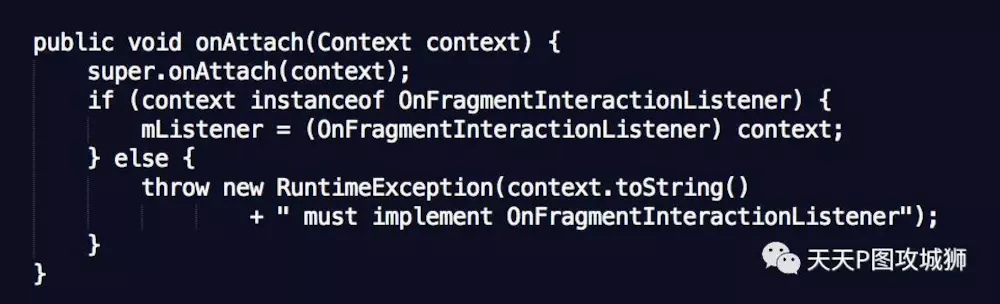 public void onAttach(Context context) {
    super.onAttach(context);
    if (context instanceof OnFragmentInteractionListener) {
        mListener = (OnFragmentInteractionListener) context;
    } else {
        throw new RuntimeException(context.toString()
                + " must implement OnFragmentInteractionListener");
    }
}
天天P图攻城狮